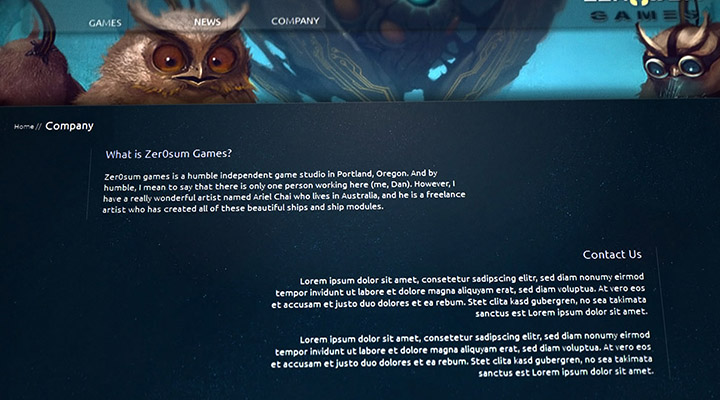 GAMES NEWS COMPANY
GAMES
Home // Company
What is Zer0sum Games?
Zer0sum games is a humble independent game studio in Portland, Oregon. And by
humble, I mean to say that there is only one person working here (me, Dan). However, I
have a really wonderful artist named Ariel Chai who lives in Australia, and he is a freelance
artist who has created all of these beautiful ships and ship modules.
Contact Us
Lorem ipsum dolor sit amet, consetetur sadipscing elitr, sed diam nonumy eirmod
tempor invidunt ut labore et dolore magna aliquyam erat, sed diam voluptua. At vero eos
et accusam et justo duo dolores et ea rebum. Stet clita kasd gubergren, no sea takimata
sanctus est Lorem ipsum dolor sit amet.
Lorem ipsum dolor sit amet, consetetur sadipscing elitr, sed diam nonumy eirmod
tempor invidunt ut labore et dolore magna aliquyam erat, sed diam voluptua. At vero eos
et accusam et justo duo dolores et ea rebum. Stet clita kasd gubergren, no sea takimata
sanctus est Lorem ipsum dolor sit amet.